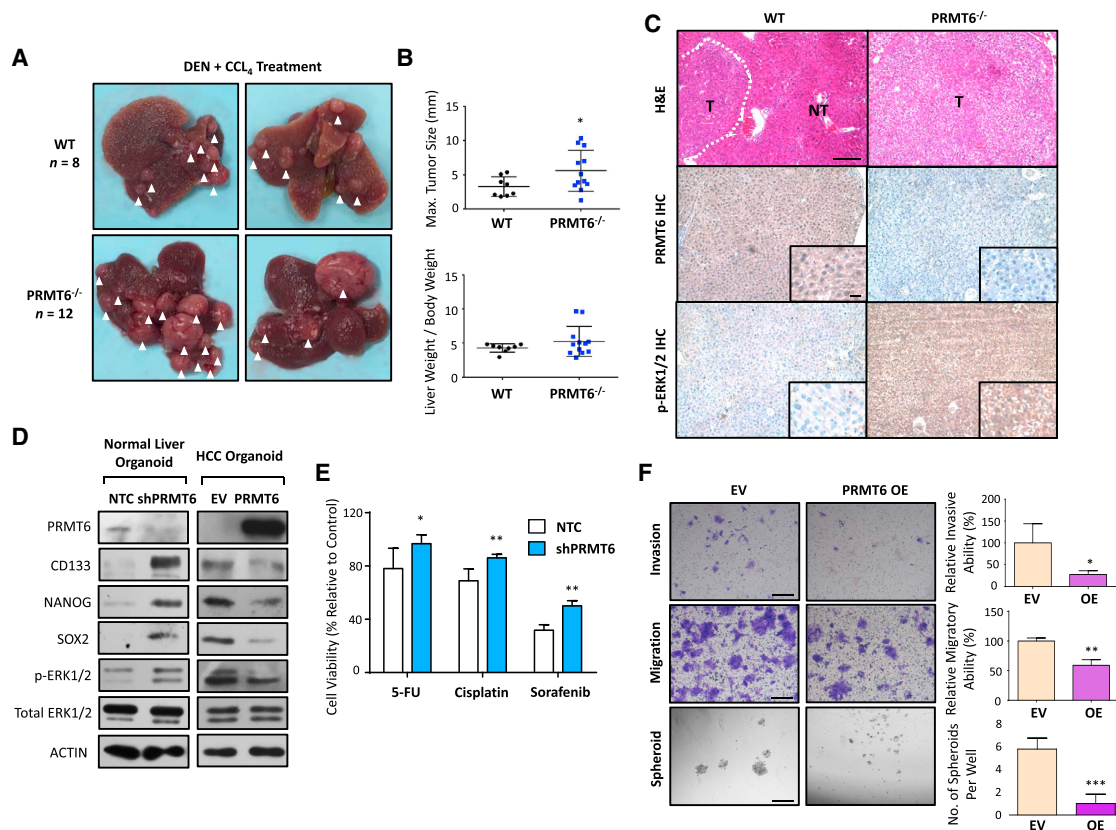 A
DEN + CCL4 Treatment
WT
n = 8
PRMT6-/-
n = 12
B
Max. Tumor Size (mm)
15
10
5
0
*
WT PRMT6-/-
Liver Weight / Body Weight
15
10
5
0
WT PRMT6-/-
C
WT PRMT6-/-
H&E
T NT T
PRMT6 IHC
p-ERK1/2 IHC
D
Normal Liver Organoid
HCC Organoid
NTC shPRMT6 EV PRMT6
PRMT6
CD133
NANOG
SOX2
p-ERK1/2
Total ERK1/2
ACTIN
E
Cell Viability (% Relative to Control)
120
80
40
0
* ** **
NTC
shPRMT6
5-FU Cisplatin Sorafenib
F
EV PRMT6 OE
Invasion
Migration
Spheroid
Relative Invasive
Ability (%)
200
150
100
50
0
*
EV OE
Relative Migratory
Ability (%)
150
100
50
0
**
EV OE
No. of Spheroids
Per Well
8
6
4
2
0
***
EV OE